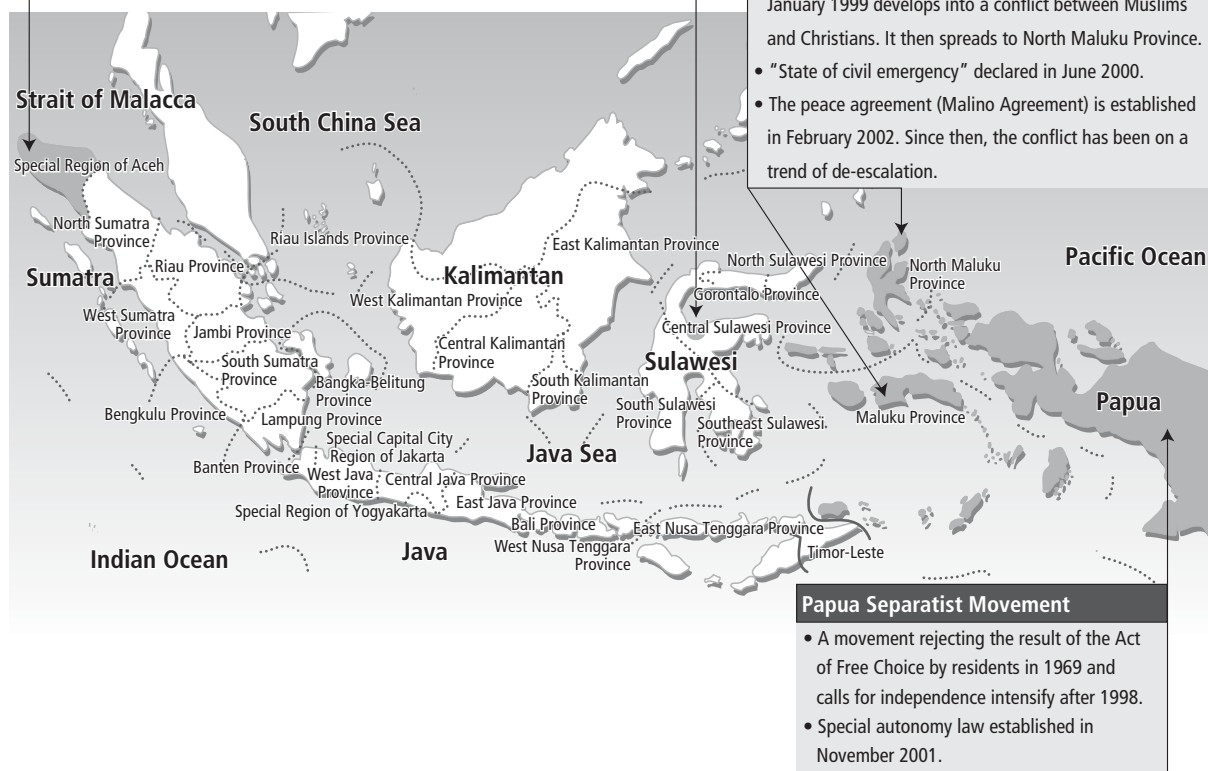 January 1999 develops into a conflict between Muslims
and Christians. It then spreads to North Maluku Province.
• "State of civil emergency" declared in June 2000.
• The peace agreement (Malino Agreement) is established
in February 2002. Since then, the conflict has been on a
trend of de-escalation.
Strait of Malacca
South China Sea
Special Region of Aceh
North Sumatra
Province
Riau Islands Province
East Kalimantan Province
North Sulawesi Province
North Maluku
Province
Pacific Ocean
Sumatra
Riau Province
Kalimantan
Gorontalo Province
West Kalimantan Province
West Sumatra
Province
Jambi Province
Central Kalimantan
Province
Central Sulawesi Province
Sulawesi
South Sumatra
Province
Bangka-Belitung
Province
South Kalimantan
Province
South Sulawesi
Province
Southeast Sulawesi
Province
Maluku Province
Papua
Bengkulu Province
Lampung Province
Special Capital City
Region of Jakarta
Java Sea
Banten Province
West Java
Province
Central Java Province
Special Region of Yogyakarta
East Java Province
Bali Province
East Nusa Tenggara Province
West Nusa Tenggara
Province
Timor-Leste
Indian Ocean
Java
Papua Separatist Movement
• A movement rejecting the result of the Act
of Free Choice by residents in 1969 and
calls for independence intensify after 1998.
• Special autonomy law established in
November 2001.